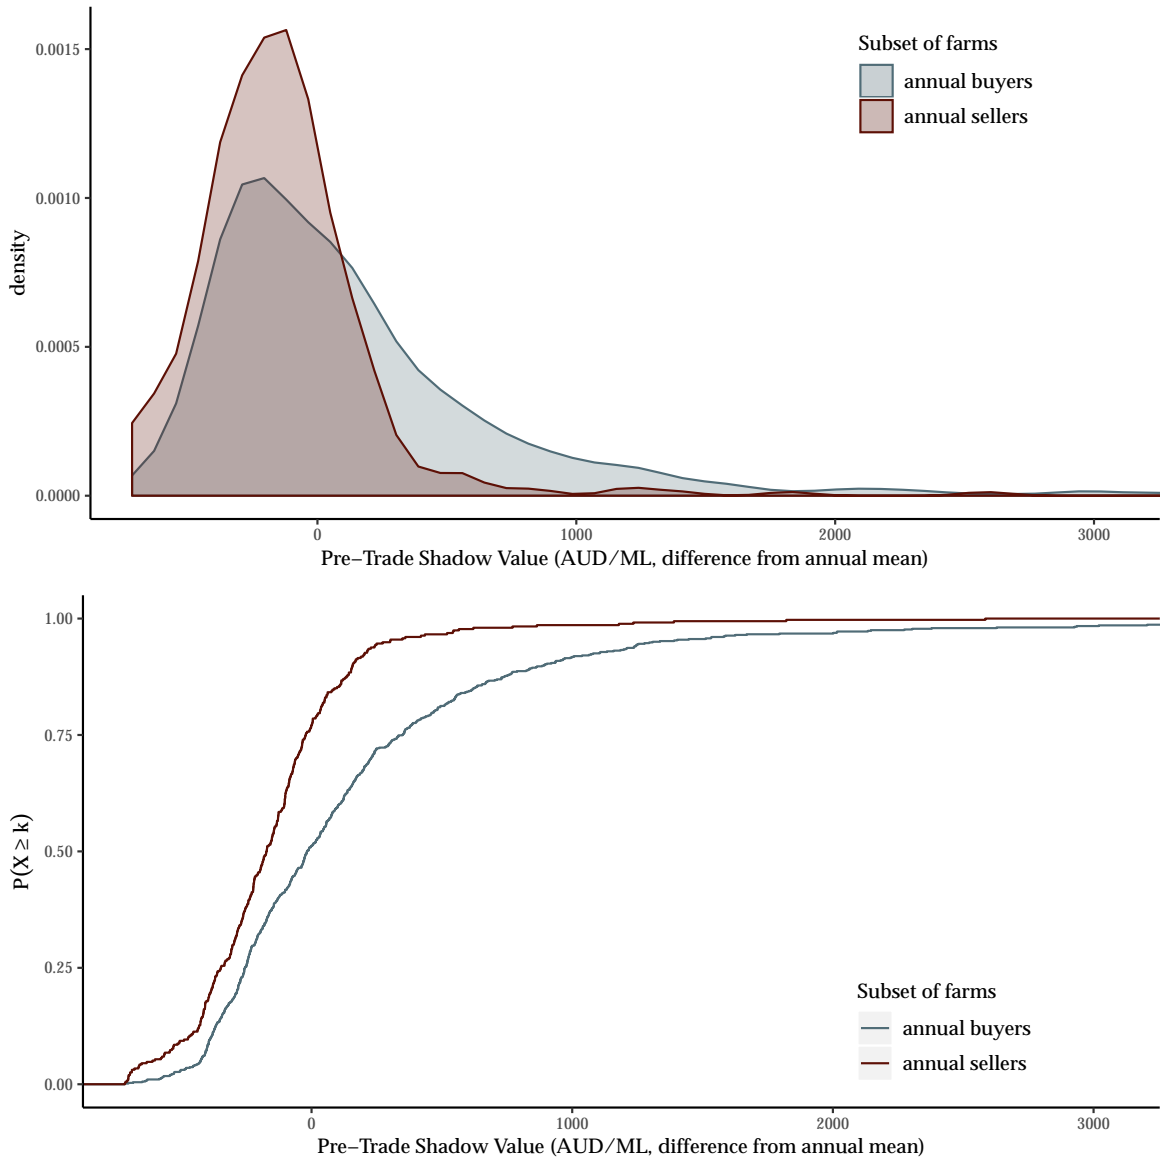 Subset of farms
annual buyers
annual sellers
0.0015
0.0010
0.0005
0.0000
density
0
1000
2000
3000
Pre−Trade Shadow Value (AUD/ML, difference from annual mean)
1.00
0.75
0.50
0.25
0.00
P(X ≥ k)
Subset of farms
annual buyers
annual sellers
0
1000
2000
3000
Pre−Trade Shadow Value (AUD/ML, difference from annual mean)